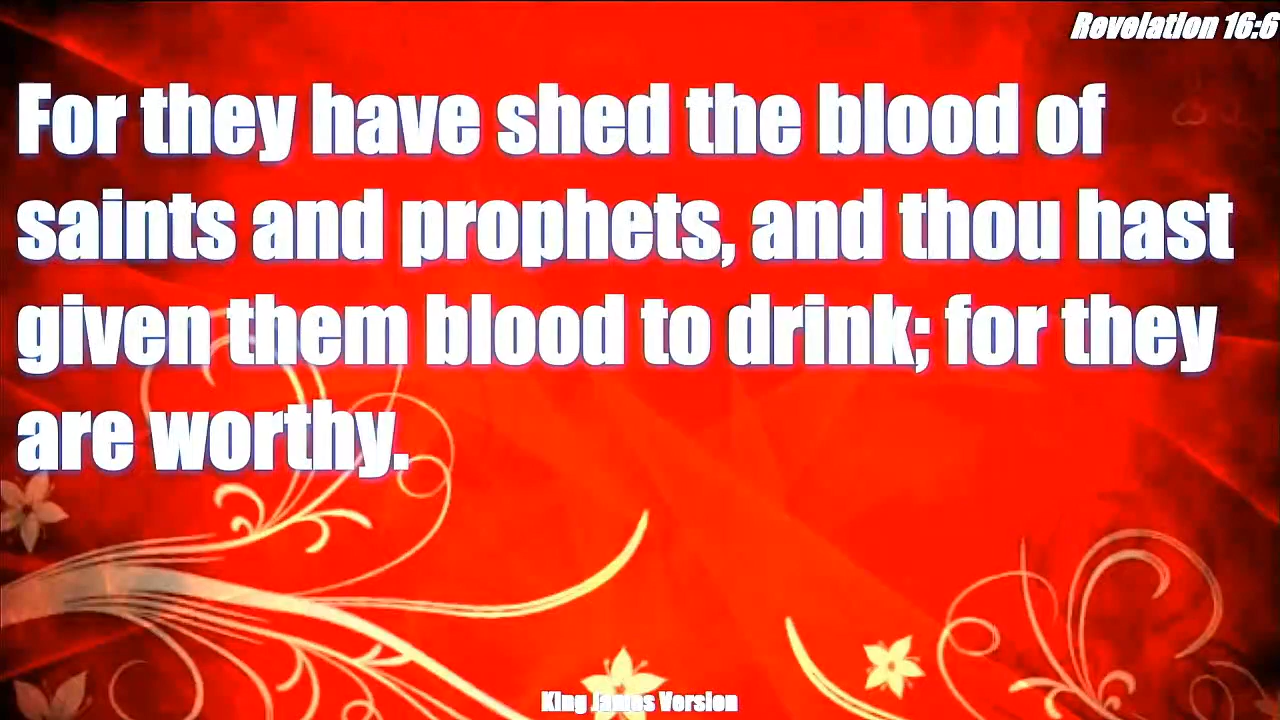 Revelation 16:6
For they have shed the blood of
saints and prophets, and thou hast
given them blood to drink; for they
are worthy.
King James Version